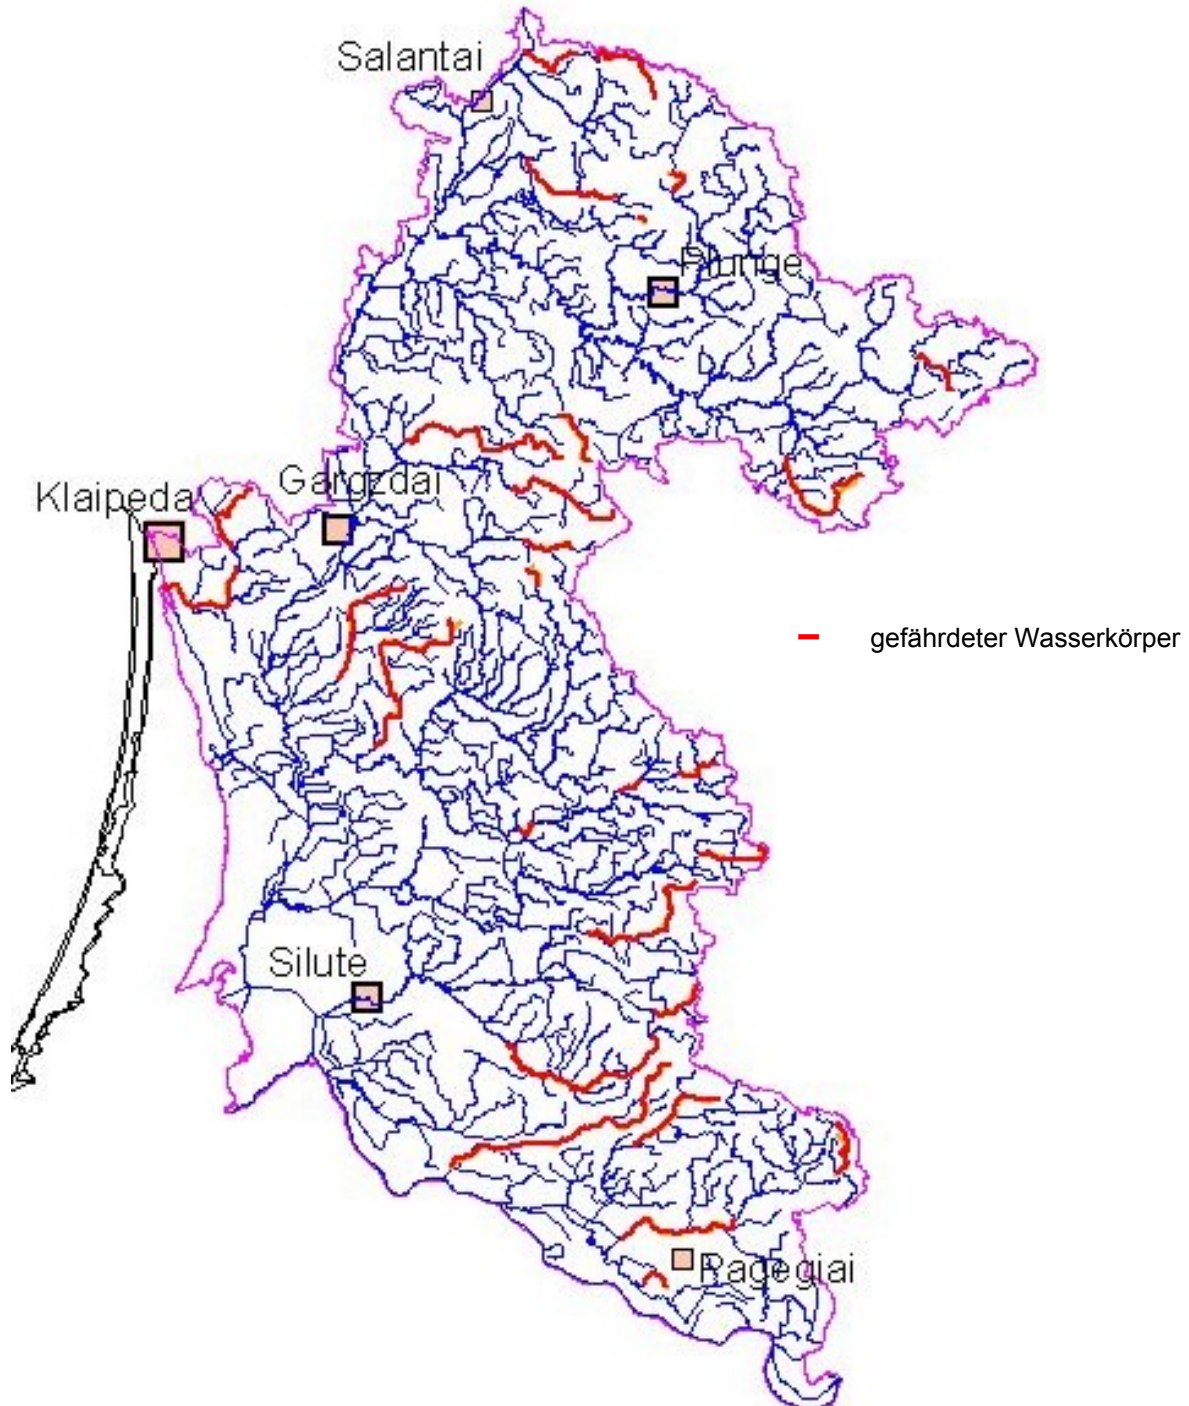 Salantai
Plunge
Gargzdai
Klaipeda
gefährdeter Wasserkörper
Silute
Pagegiai